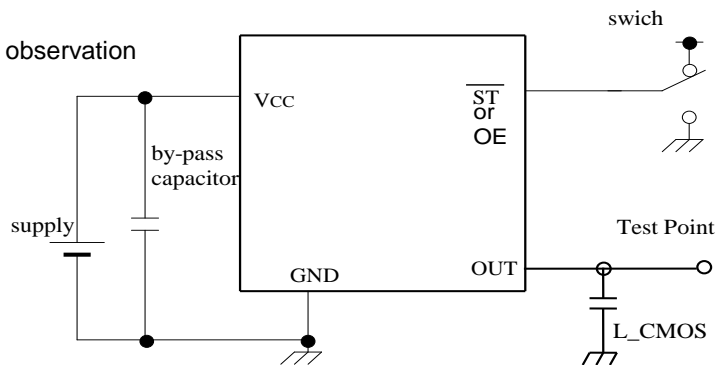 swich
observation
VCC
ST
or
OE
by-pass
capacitor
supply
Test Point
GND
OUT
L_CMOS